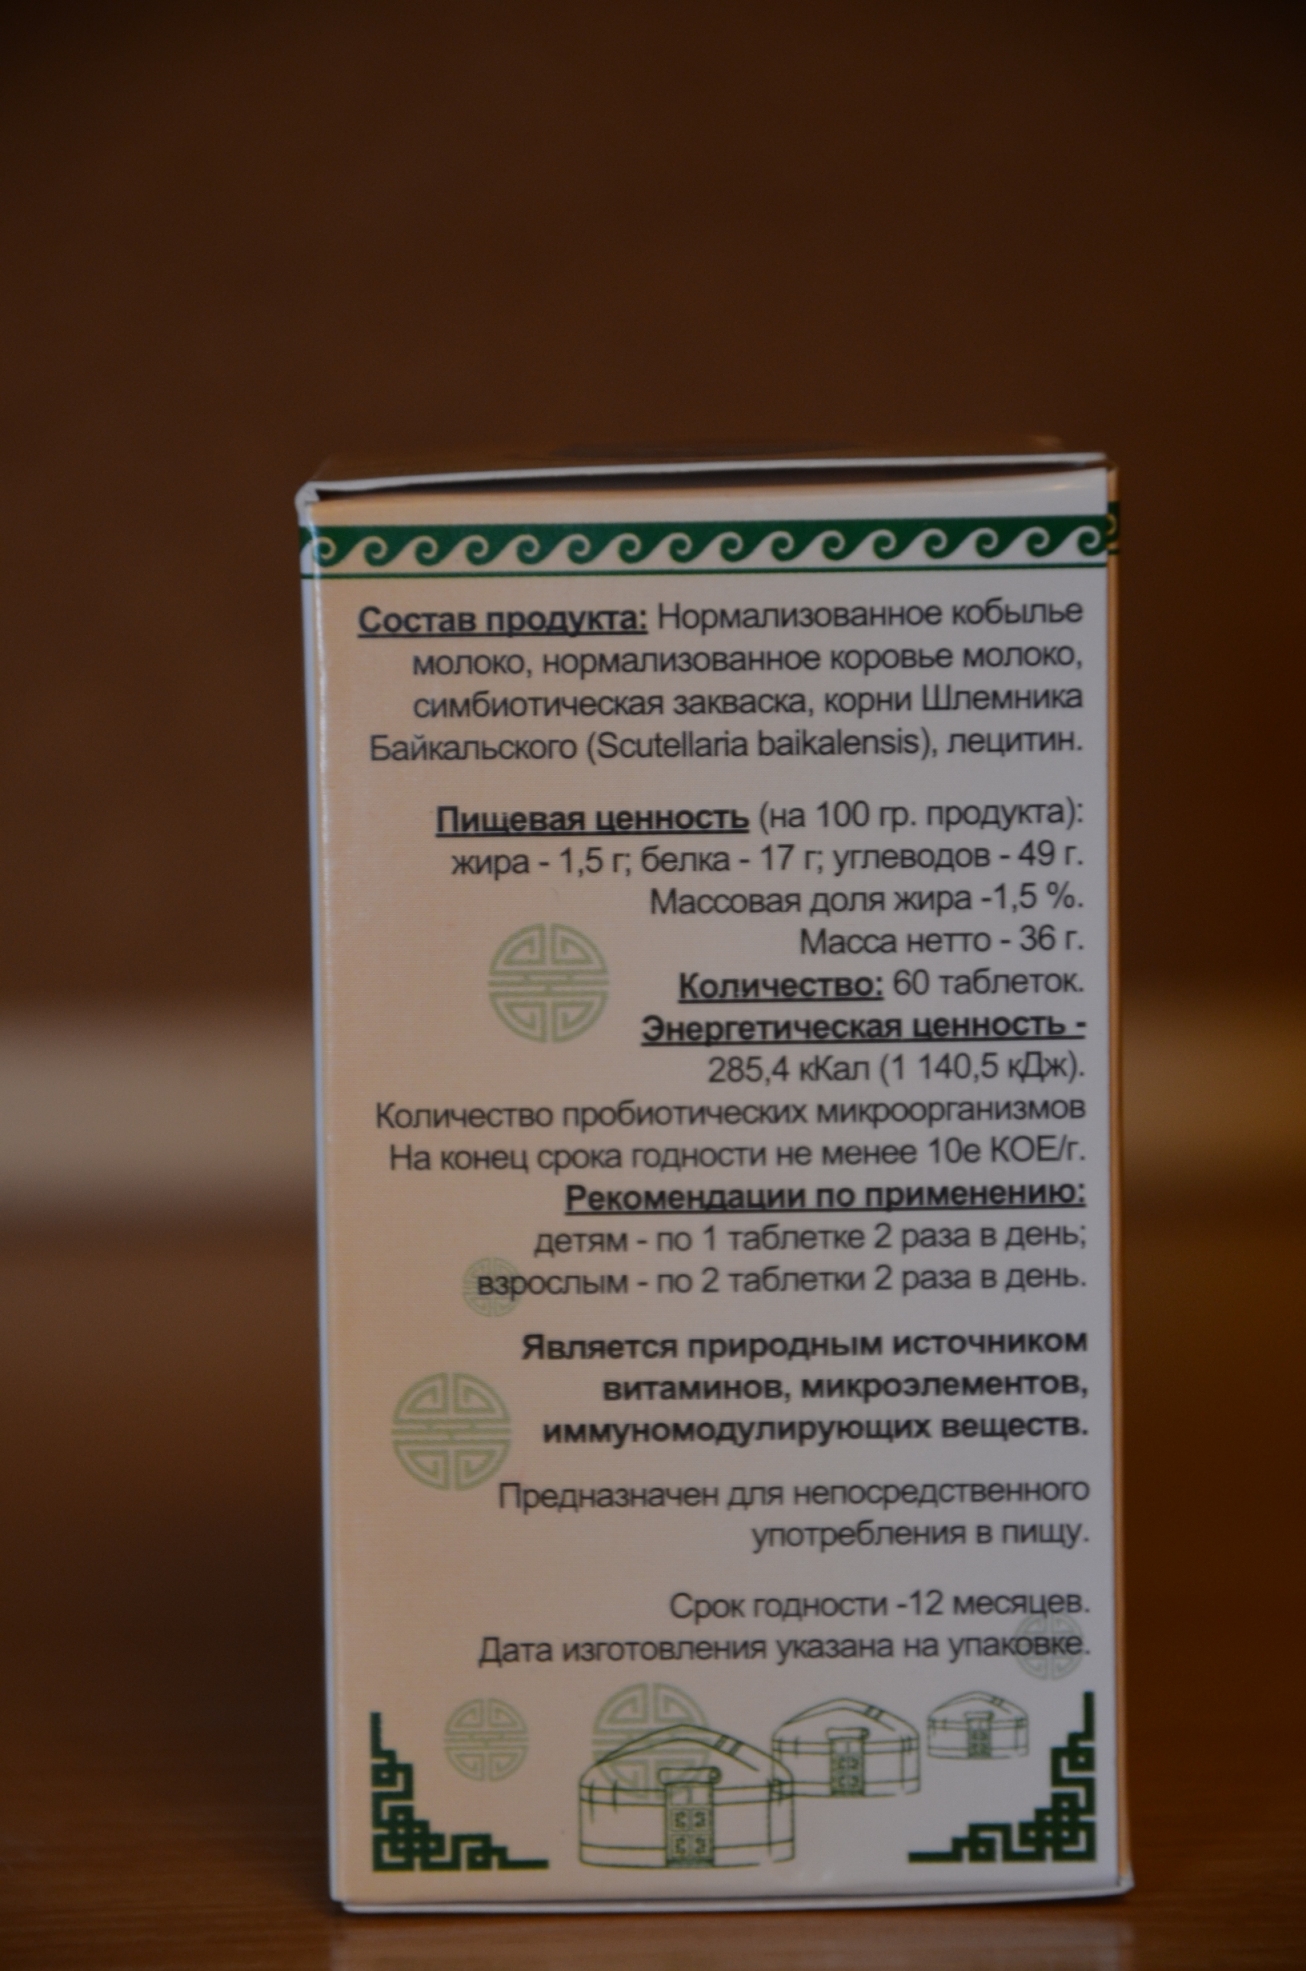 Состав продукта: Нормализованное кобылье
молоко, нормализованное коровье молоко,
симбиотическая закваска, корни Шлемника
Байкальского (Scutellaria baikalensis), лецитин.
Пищевая ценность (на 100 гр. продукта):
жира - 1,5 г; белка - 17 г; углеводов - 49 г.
Массовая доля жира -1,5 %.
Масса нетто - 36 г.
Количество: 60 таблеток.
Энергетическая ценность -
285,4 кКал (1 140,5 кДж).
Количество пробиотических микроорганизмов
На конец срока годности не менее 10е КОЕ/г.
Рекомендации по применению:
детям - по 1 таблетке 2 раза в день;
взрослым - по 2 таблетки 2 раза в день.
Является природным источником
витаминов, микроэлементов,
иммуномодулирующих веществ.
Предназначен для непосредственного
употребления в пищу.
Срок годности -12 месяцев.
Дата изготовления указана на упаковке.